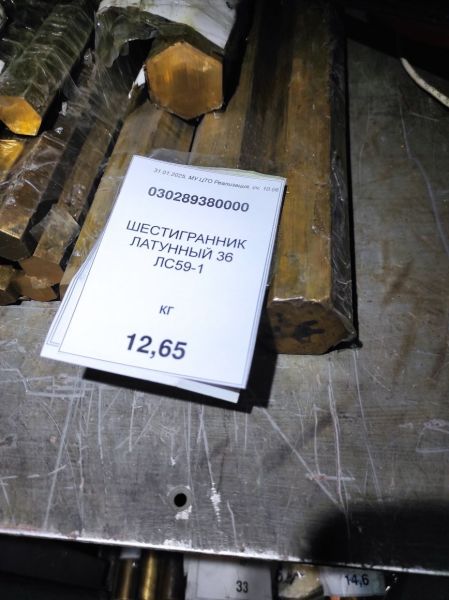 31.01.2025, МУ ЦТО Реализация, сч. 10.06
030289380000
ШЕСТИГРАННИК
ЛАТУННЫЙ 36
ЛС59-1
КГ
12,65
33
14,6